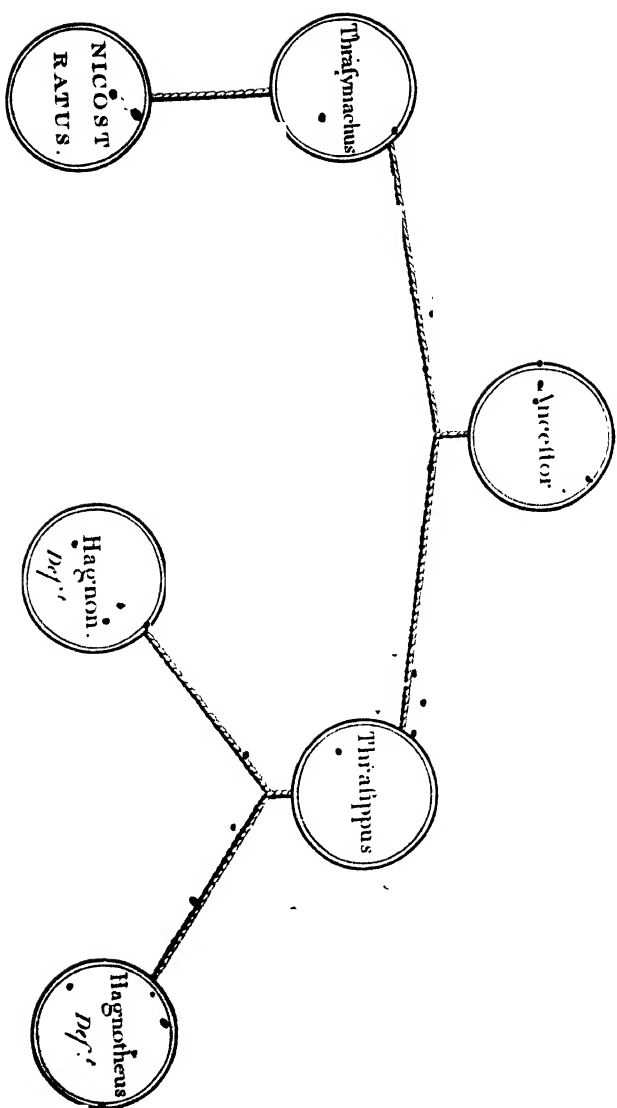 Anceſtor
Thraſymachus
Thraſippus
NICOST
RATUS.
Hagnon.
Def.t
Hagnotheus
Def.t